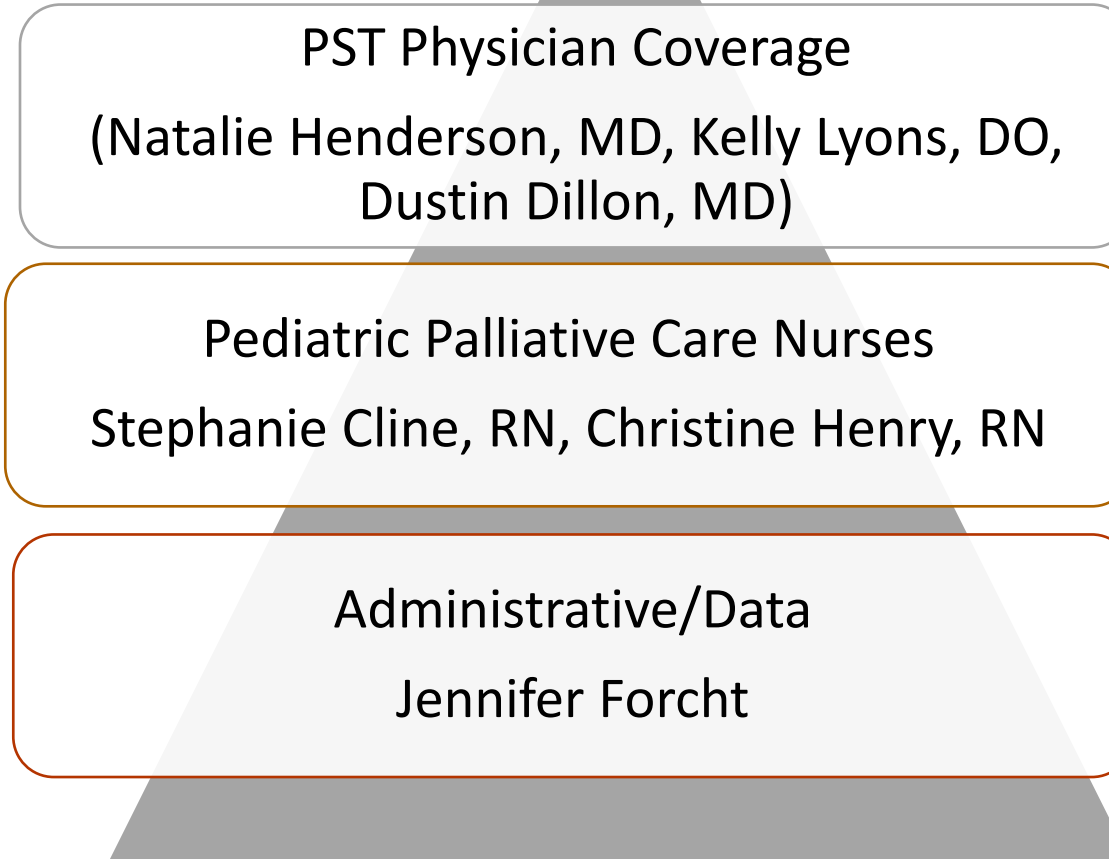 PST Physician Coverage
(Natalie Henderson, MD, Kelly Lyons, DO,
Dustin Dillon, MD)
Pediatric Palliative Care Nurses
Stephanie Cline, RN, Christine Henry, RN
Administrative/Data
Jennifer Forcht